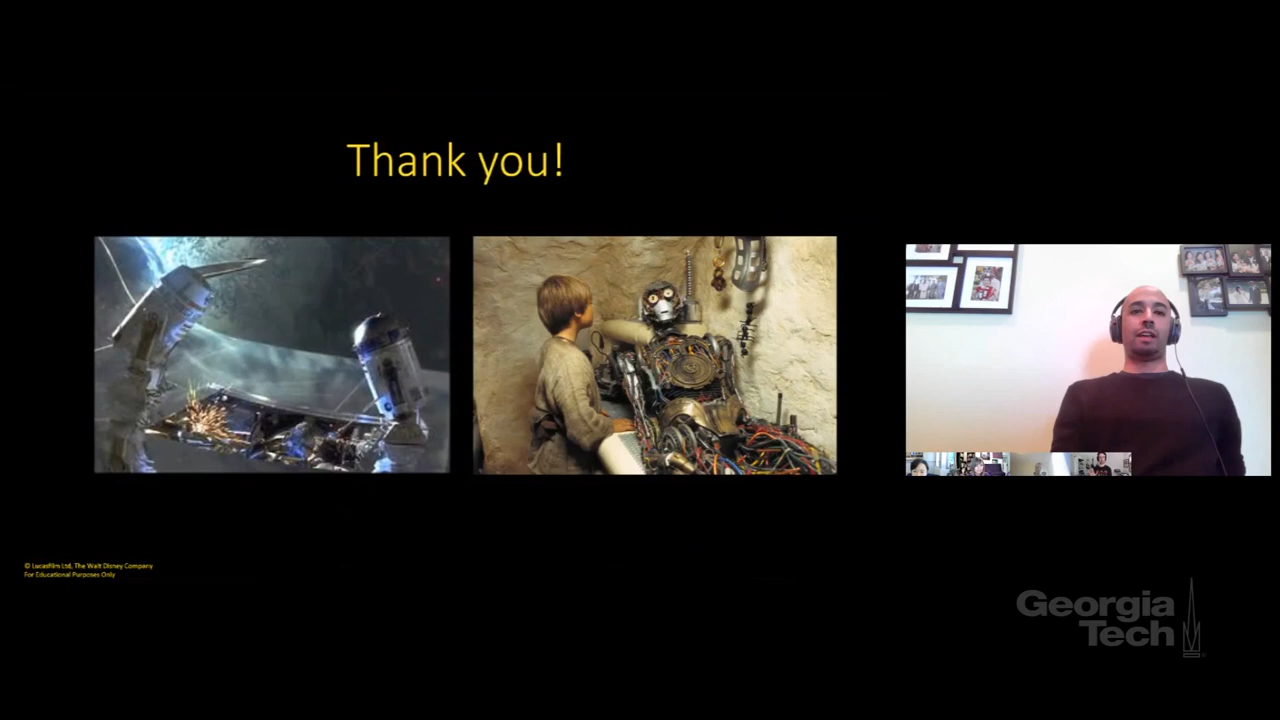 Thank you!
© Lucasfilm Ltd, The Walt Disney Company
For Educational Purposes Only
Georgia
Tech